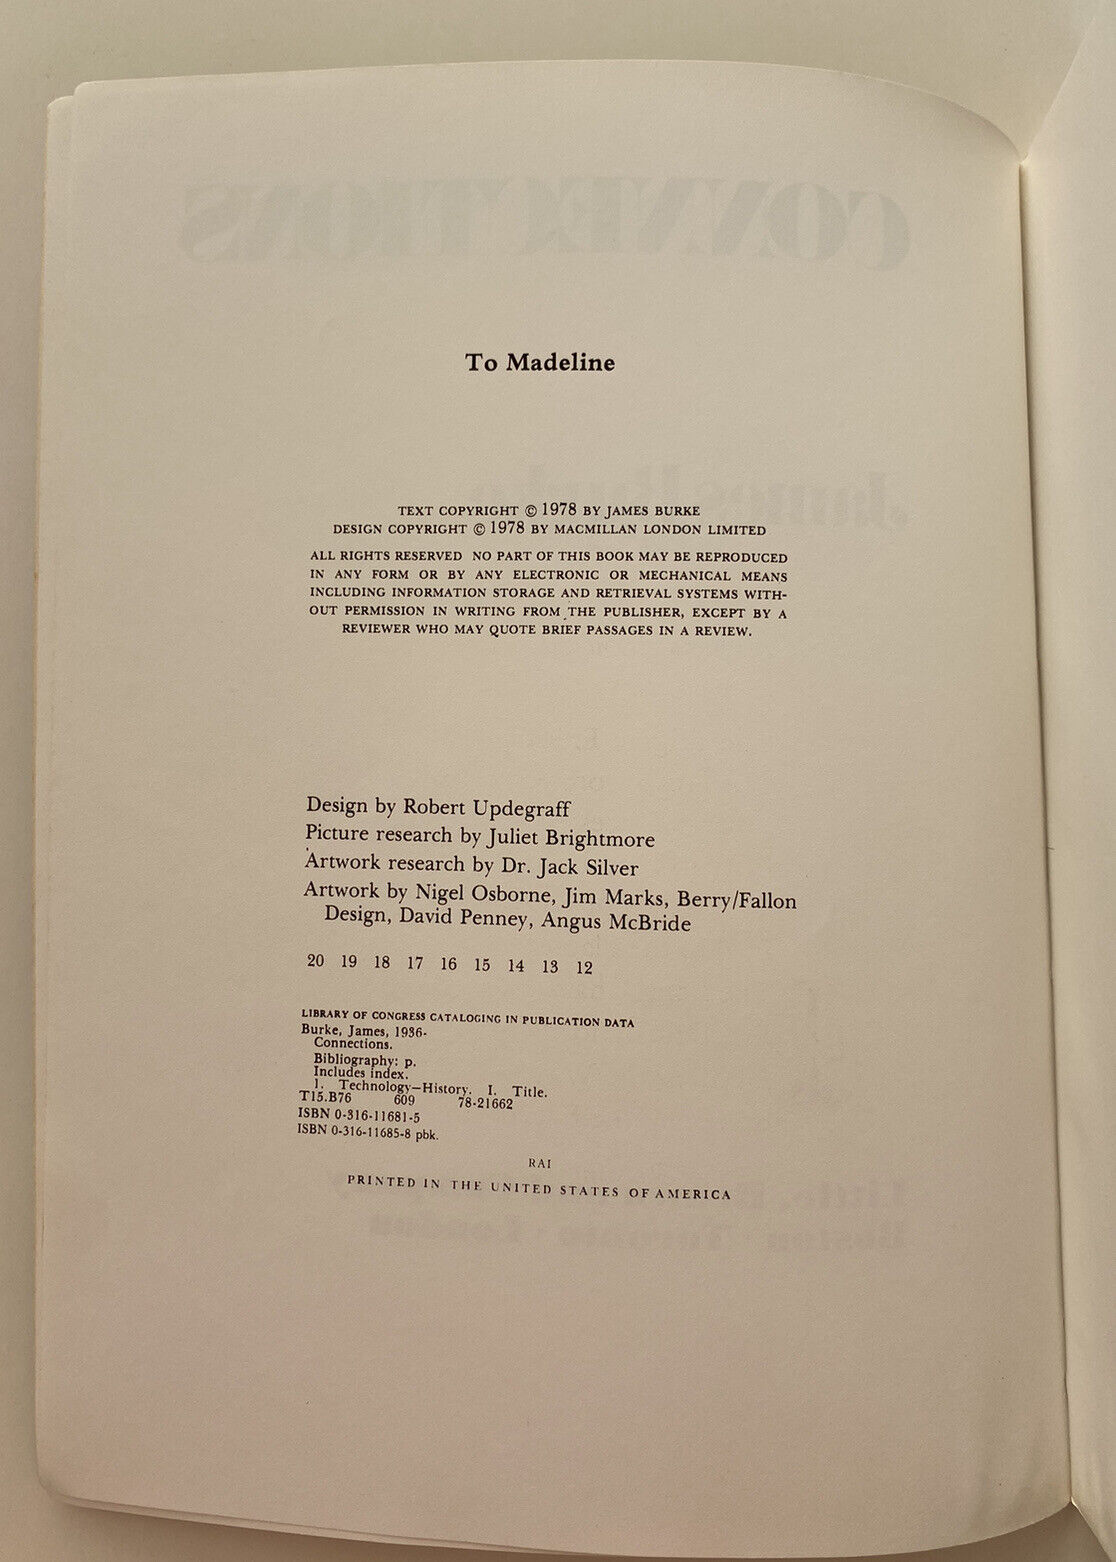 To Madeline
TEXT COPYRIGHT © 1978 BY JAMES BURKE
DESIGN COPYRIGHT © 1978 BY MACMILLAN LONDON LIMITED
ALL RIGHTS RESERVED NO PART OF THIS BOOK MAY BE REPRODUCED
IN ANY FORM OR BY ANY ELECTRONIC OR MECHANICAL MEANS
INCLUDING INFORMATION STORAGE AND RETRIEVAL SYSTEMS WITH-
OUT PERMISSION IN WRITING FROM THE PUBLISHER, EXCEPT BY A
REVIEWER WHO MAY QUOTE BRIEF PASSAGES IN A REVIEW.
Design by Robert Updegraff
Picture research by Juliet Brightmore
Artwork research by Dr. Jack Silver
Artwork by Nigel Osborne, Jim Marks, Berry/Fallon
Design, David Penney, Angus McBride
20 19 18 17 16 15 14 13 12
LIBRARY OF CONGRESS CATALOGING IN PUBLICATION DATA
Burke, James, 1936-
Connections.
Bibliography: p.
Includes index.
1. Technology—History. I. Title.
T15.B76 609 78-21662
ISBN 0-316-11681-5
ISBN 0-316-11685-8 pbk.
RAI
PRINTED IN THE UNITED STATES OF AMERICA